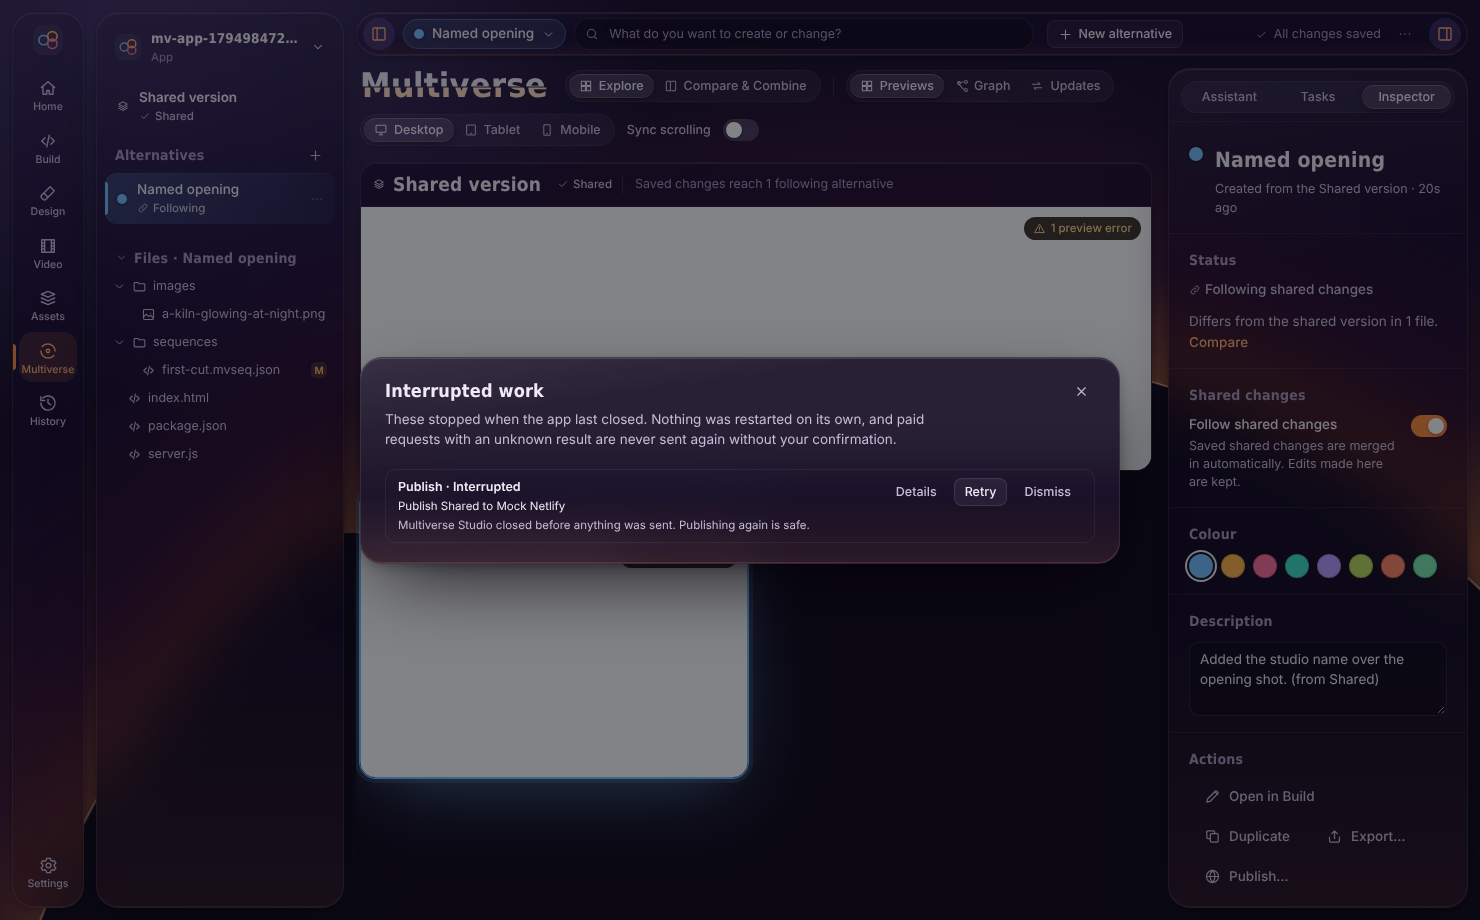 Home
Build
Design
Video
Assets
Multiverse
History
Settings
mv-app-179498472...
App
Shared version
Shared
Alternatives
Named opening
Following
Files · Named opening
images
a-kiln-glowing-at-night.png
sequences
first-cut.mvseq.json
M
index.html
package.json
server.js
Named opening
What do you want to create or change?
New alternative
All changes saved
Multiverse
Explore
Compare & Combine
Previews
Graph
Updates
Desktop
Tablet
Mobile
Sync scrolling
Shared version
Shared
Saved changes reach 1 following alternative
1 preview error
Interrupted work
These stopped when the app last closed. Nothing was restarted on its own, and paid
requests with an unknown result are never sent again without your confirmation.
Publish · Interrupted
Publish Shared to Mock Netlify
Multiverse Studio closed before anything was sent. Publishing again is safe.
Details
Retry
Dismiss
Assistant
Tasks
Inspector
Named opening
Created from the Shared version · 20s
ago
Status
Following shared changes
Differs from the shared version in 1 file.
Compare
Shared changes
Follow shared changes
Saved shared changes are merged
in automatically. Edits made here
are kept.
Colour
Description
Added the studio name over the
opening shot. (from Shared)
Actions
Open in Build
Duplicate
Export...
Publish...